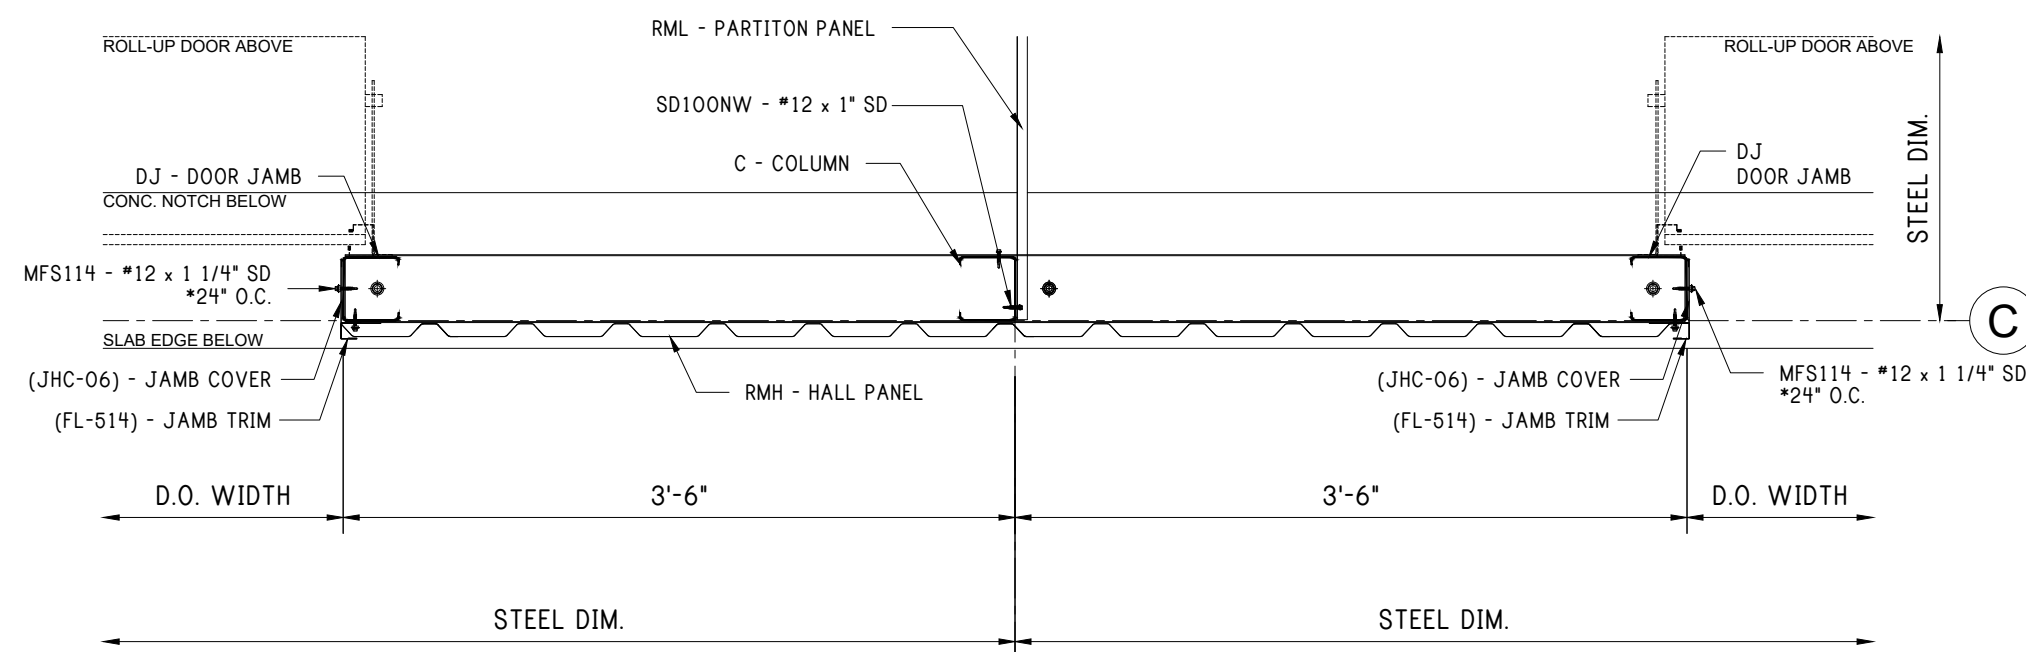 RML - PARTITON PANEL
ROLL-UP DOOR ABOVE
ROLL-UP DOOR ABOVE
SD100NW - #12 x 1" SD
C - COLUMN
DJ - DOOR JAMB
DJ
DOOR JAMB
STEEL DIM.
CONC. NOTCH BELOW
MFS114 - #12 x 1 1/4" SD
*24" O.C.
C
SLAB EDGE BELOW
(JHC-06) - JAMB COVER
RMH - HALL PANEL
(JHC-06) - JAMB COVER
MFS114 - #12 x 1 1/4" SD
*24" O.C.
(FL-514) - JAMB TRIM
(FL-514) - JAMB TRIM
D.O. WIDTH
3'-6"
3'-6"
D.O. WIDTH
STEEL DIM.
STEEL DIM.